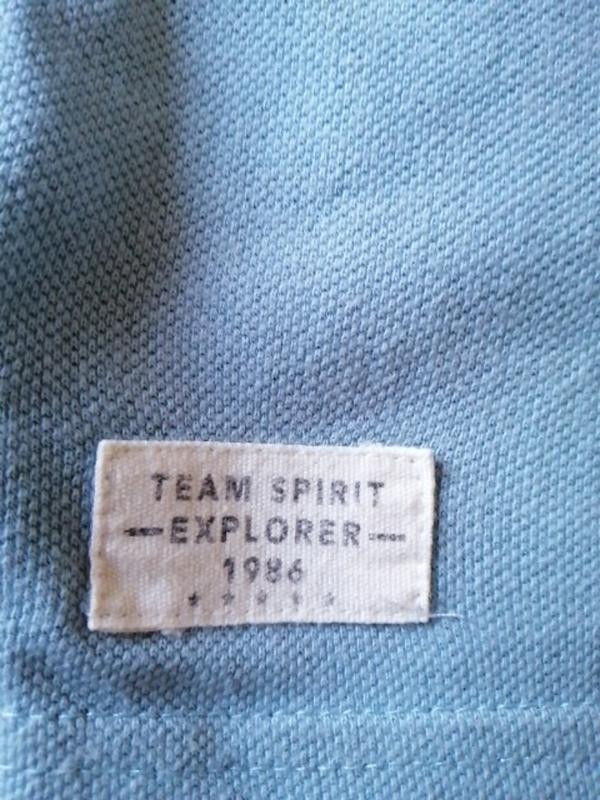 TEAM SPIRIT
—EXPLORER—
1986
★ ★ ★ ★ ★